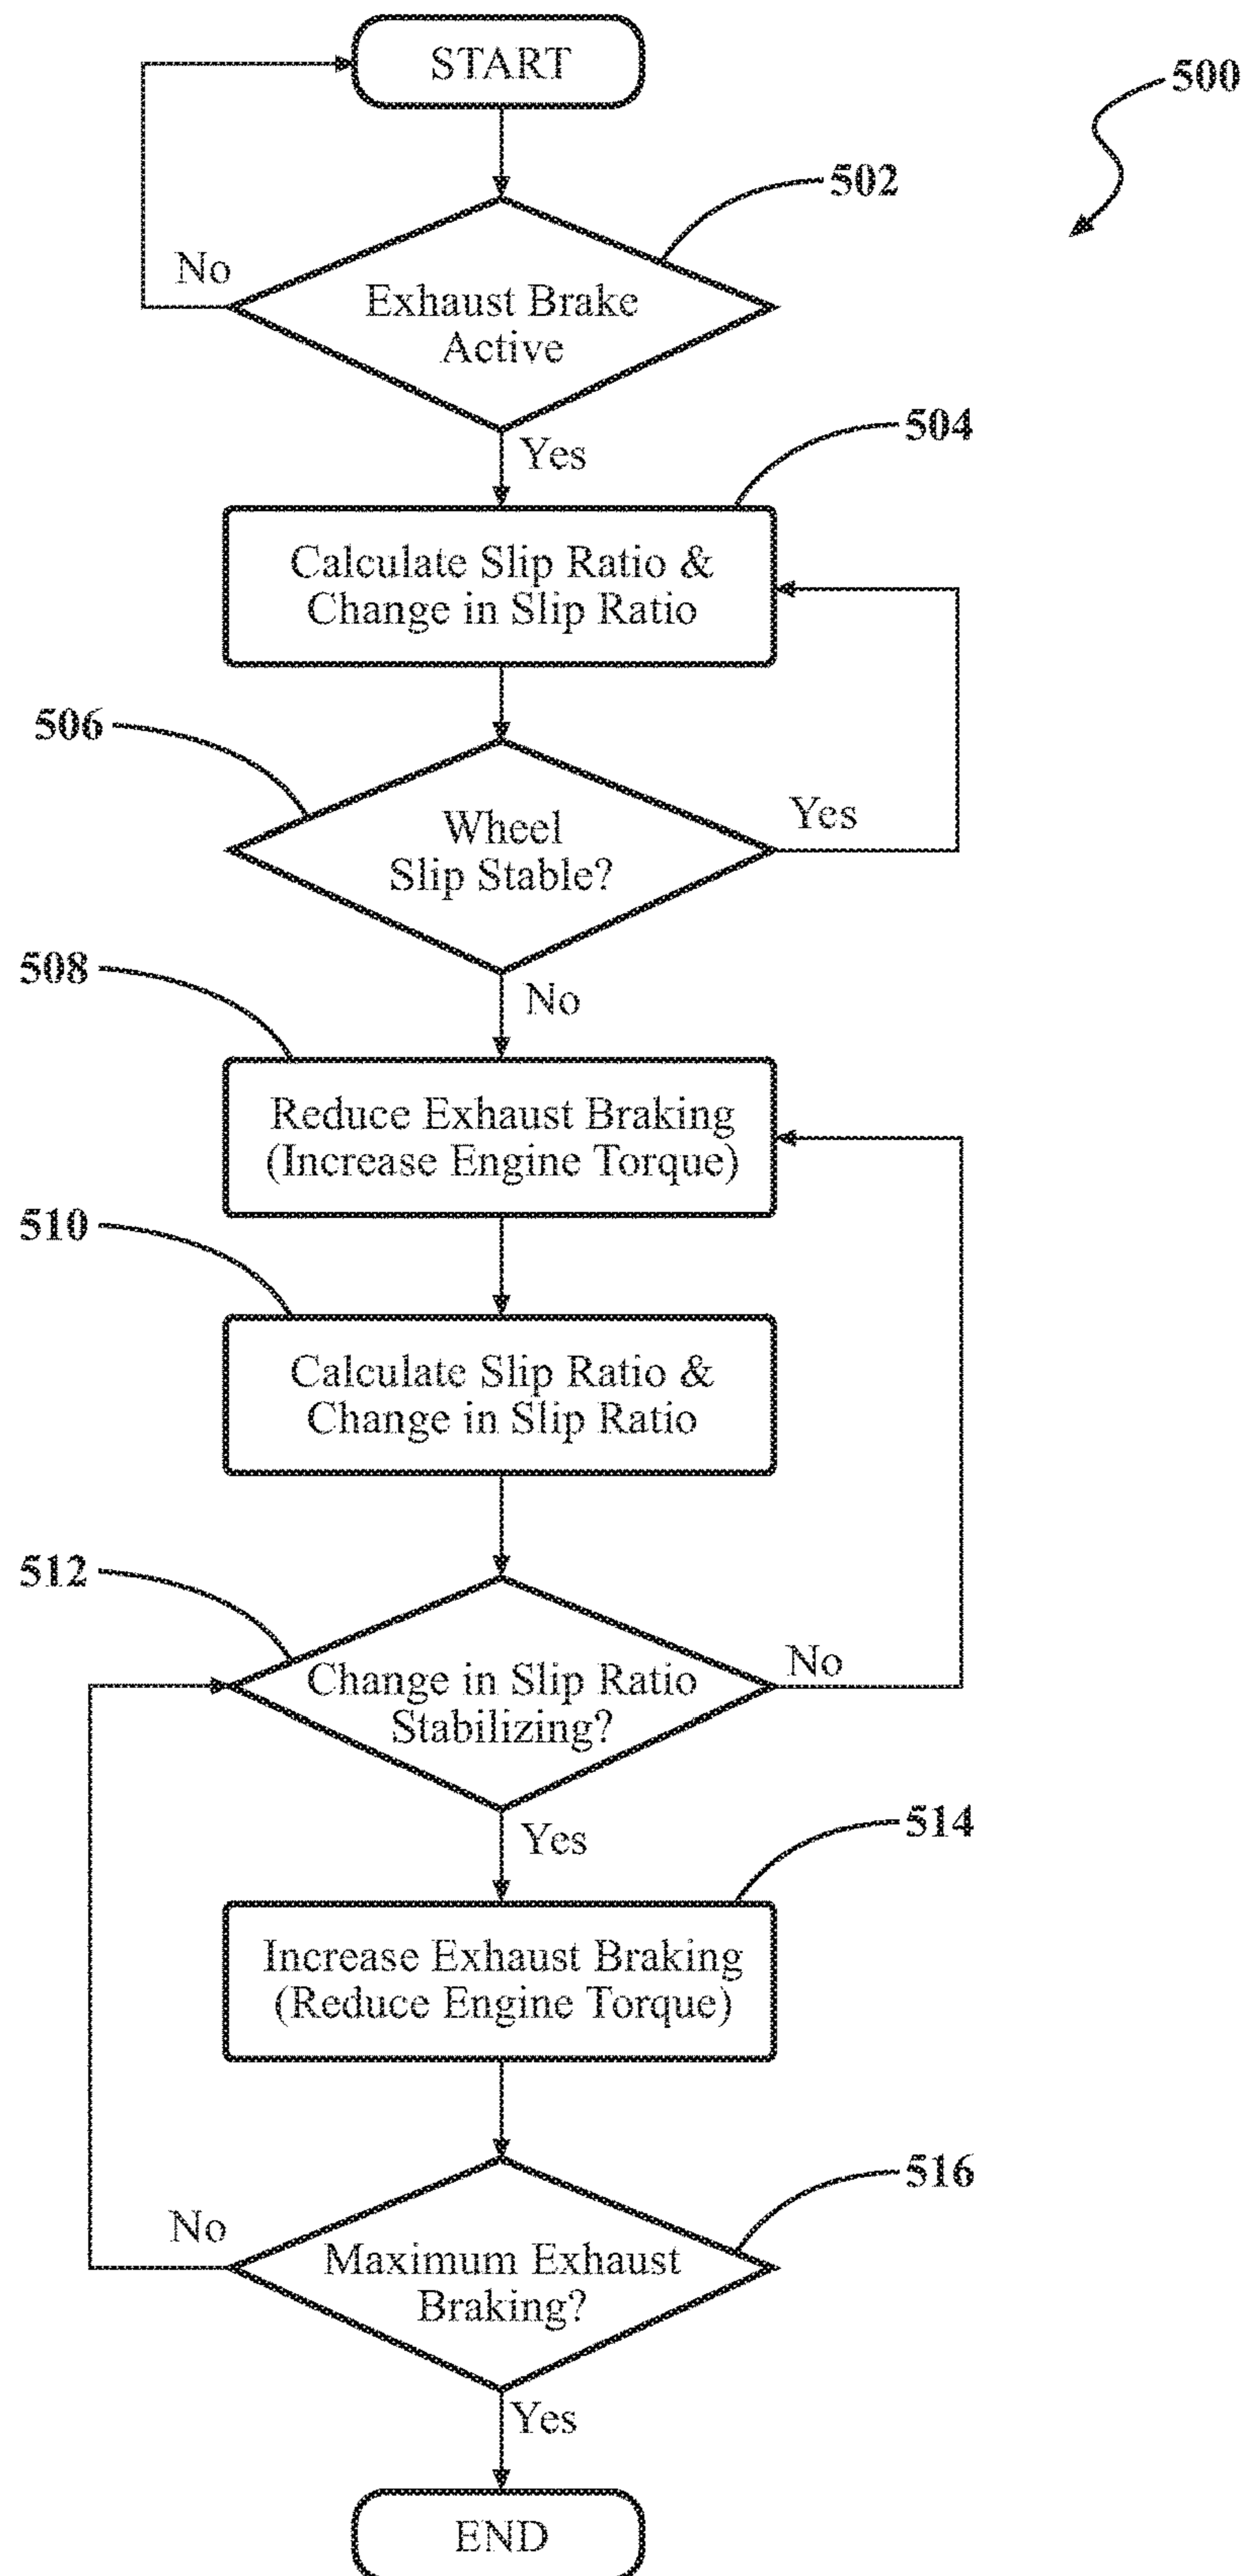 START
500
502
No
Exhaust Brake
Active
Yes
504
Calculate Slip Ratio &
Change in Slip Ratio
506
Wheel
Slip Stable?
Yes
508
No
Reduce Exhaust Braking
(Increase Engine Torque)
510
Calculate Slip Ratio &
Change in Slip Ratio
512
Change in Slip Ratio
Stabilizing?
No
Yes
514
Increase Exhaust Braking
(Reduce Engine Torque)
516
No
Maximum Exhaust
Braking?
Yes
END